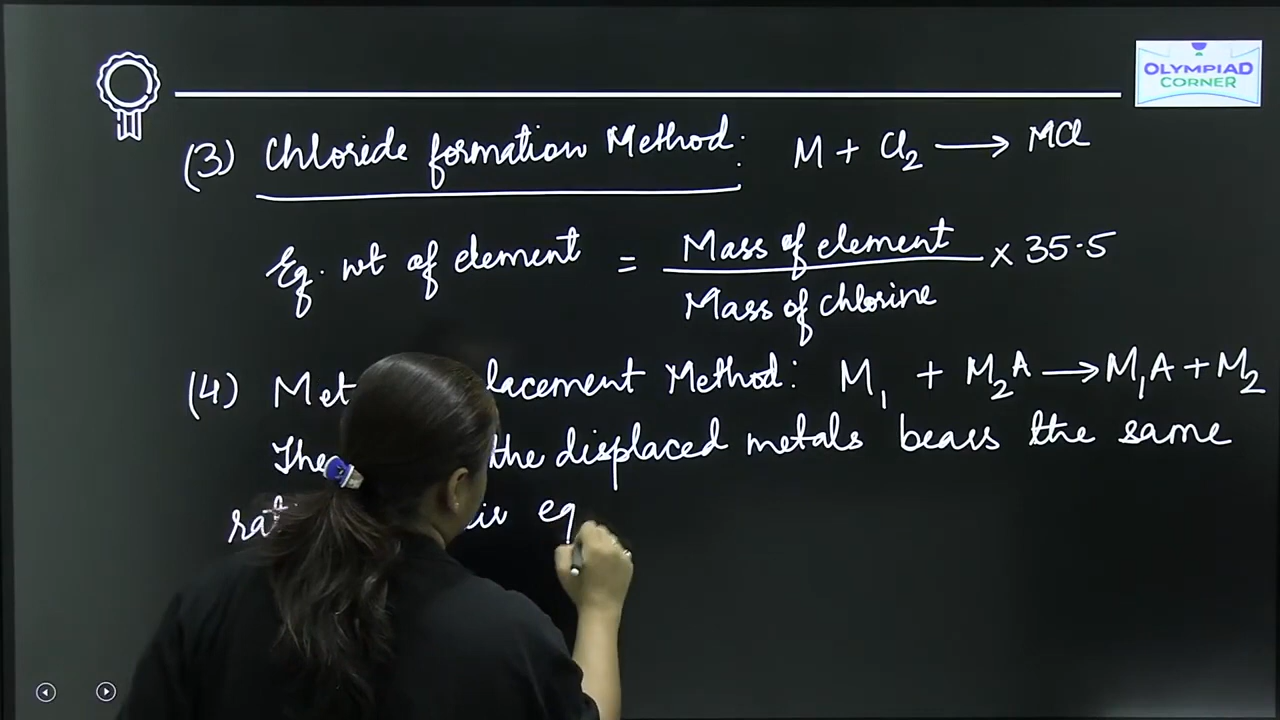 OLYMPIAD
CORNER
(3) Chloride formation Method: M + Cl₂ ⟶ MCl
Eq. wt of element = Mass of element / Mass of chlorine × 35.5
(4) Met lacement Method: M₁ + M₂A ⟶ M₁A + M₂
The the displaced metals bears the same
eq